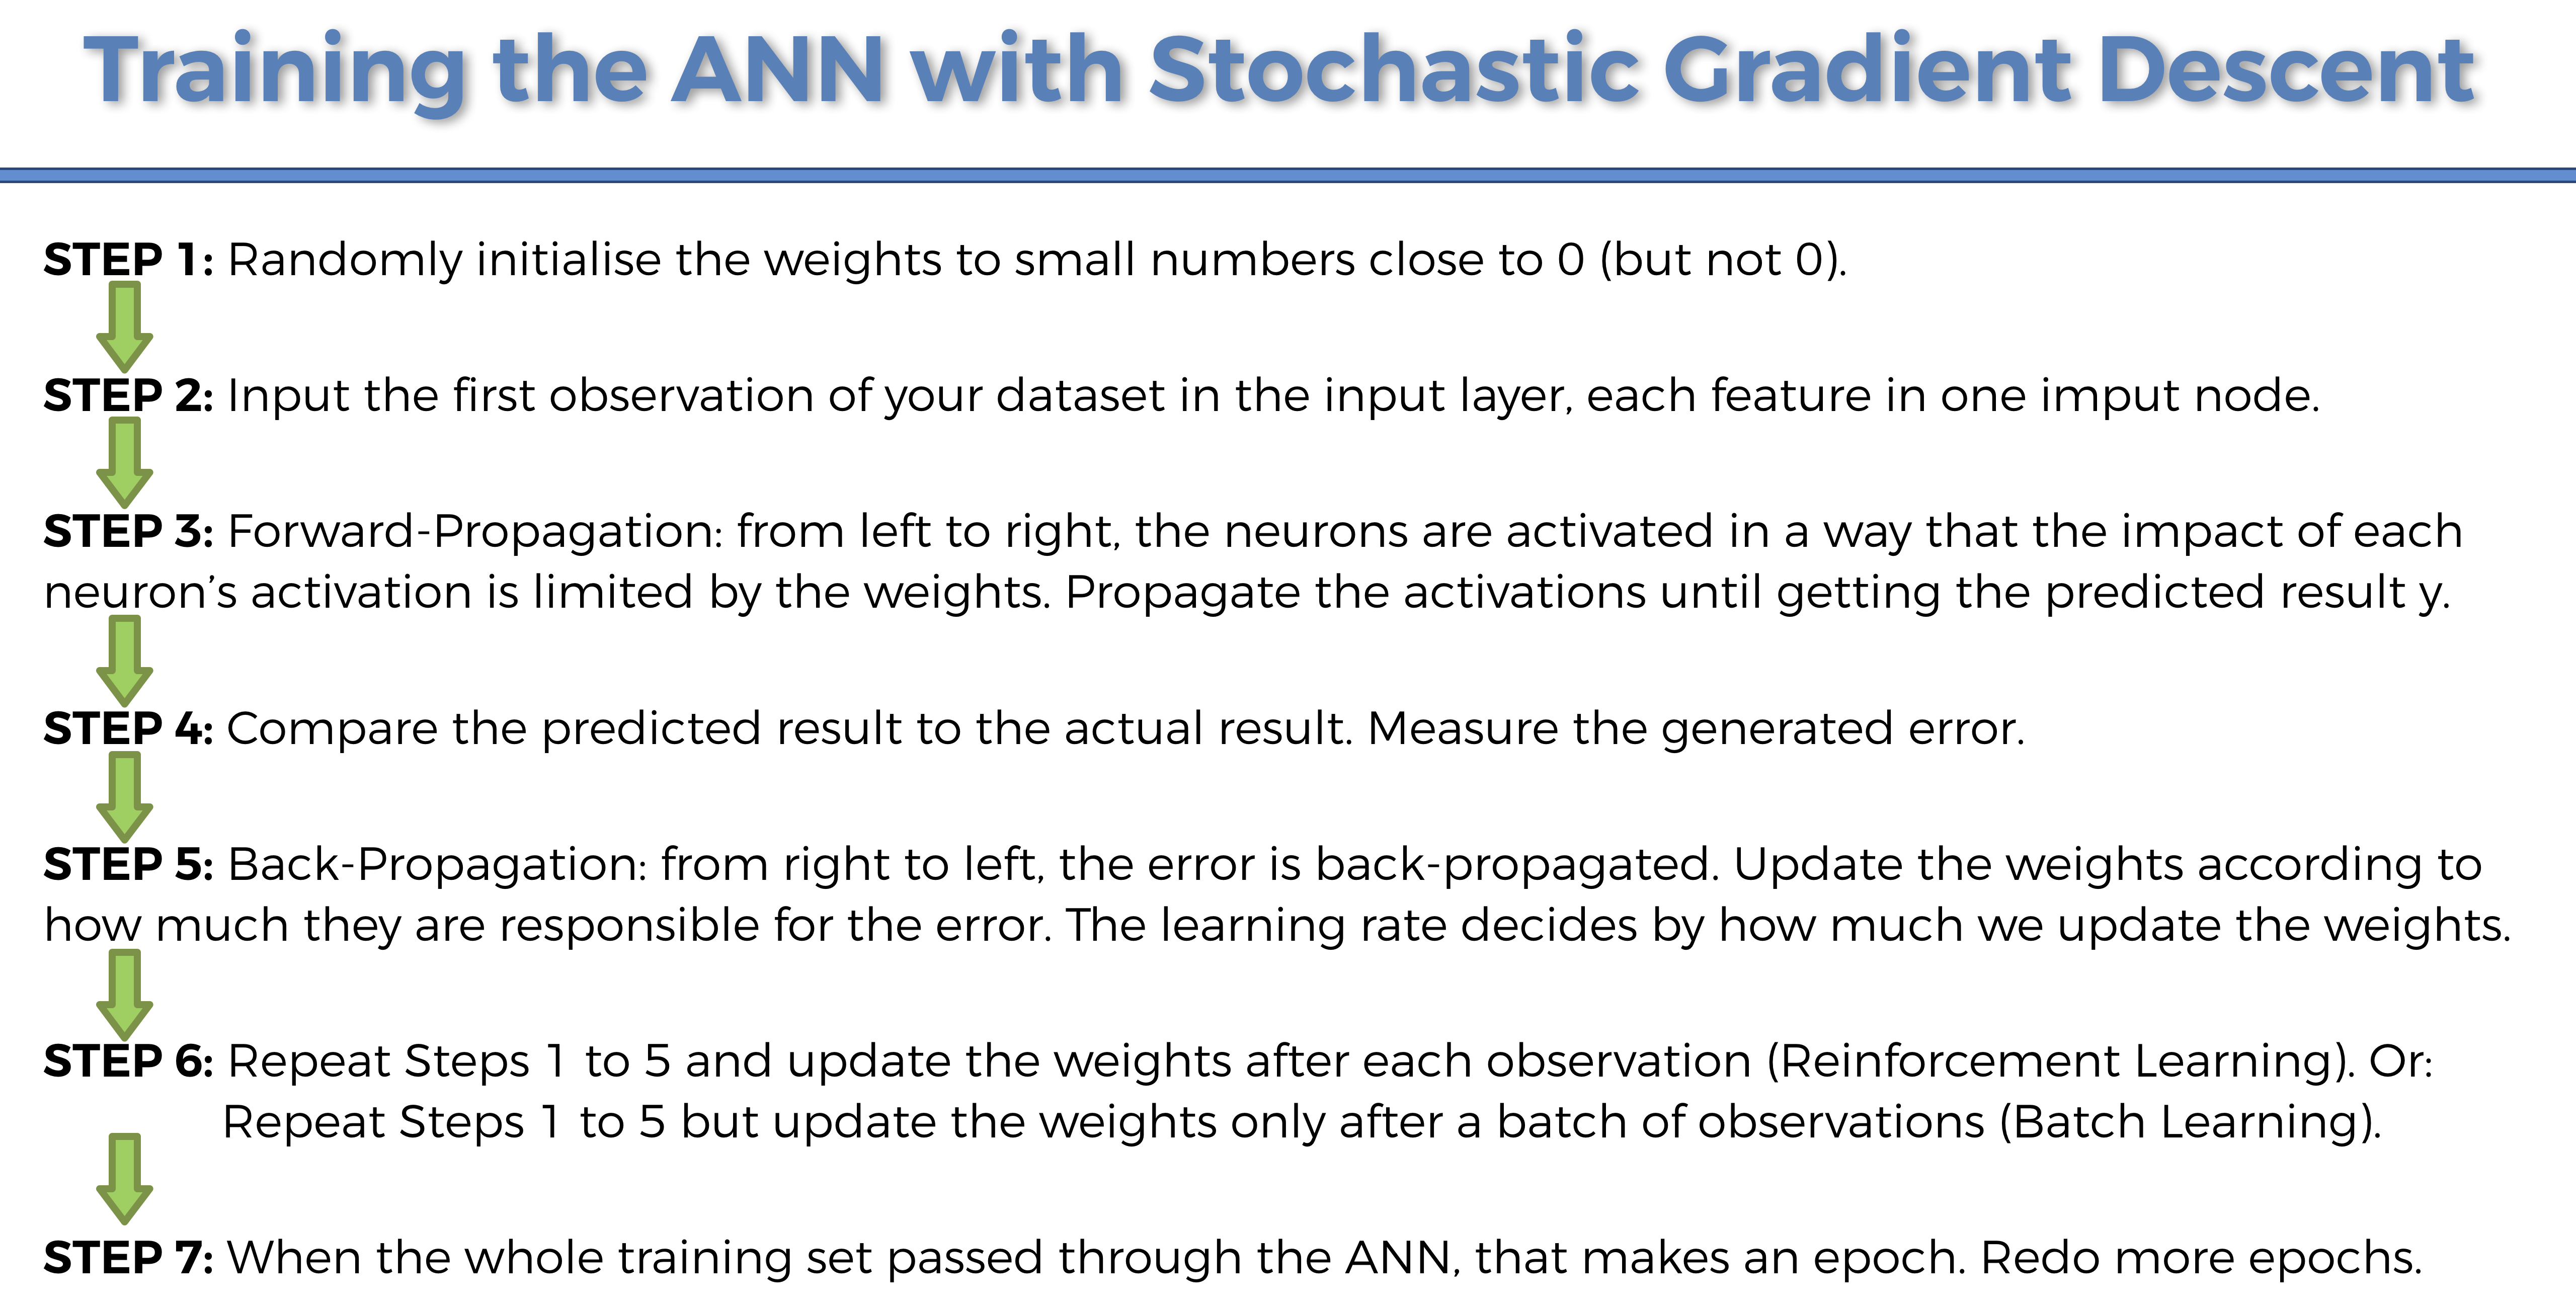 Training the ANN with Stochastic Gradient Descent
STEP 1: Randomly initialise the weights to small numbers close to 0 (but not 0).
STEP 2: Input the first observation of your dataset in the input layer, each feature in one imput node.
STEP 3: Forward-Propagation: from left to right, the neurons are activated in a way that the impact of each
neuron’s activation is limited by the weights. Propagate the activations until getting the predicted result y.
STEP 4: Compare the predicted result to the actual result. Measure the generated error.
STEP 5: Back-Propagation: from right to left, the error is back-propagated. Update the weights according to
how much they are responsible for the error. The learning rate decides by how much we update the weights.
STEP 6: Repeat Steps 1 to 5 and update the weights after each observation (Reinforcement Learning). Or:
Repeat Steps 1 to 5 but update the weights only after a batch of observations (Batch Learning).
STEP 7: When the whole training set passed through the ANN, that makes an epoch. Redo more epochs.